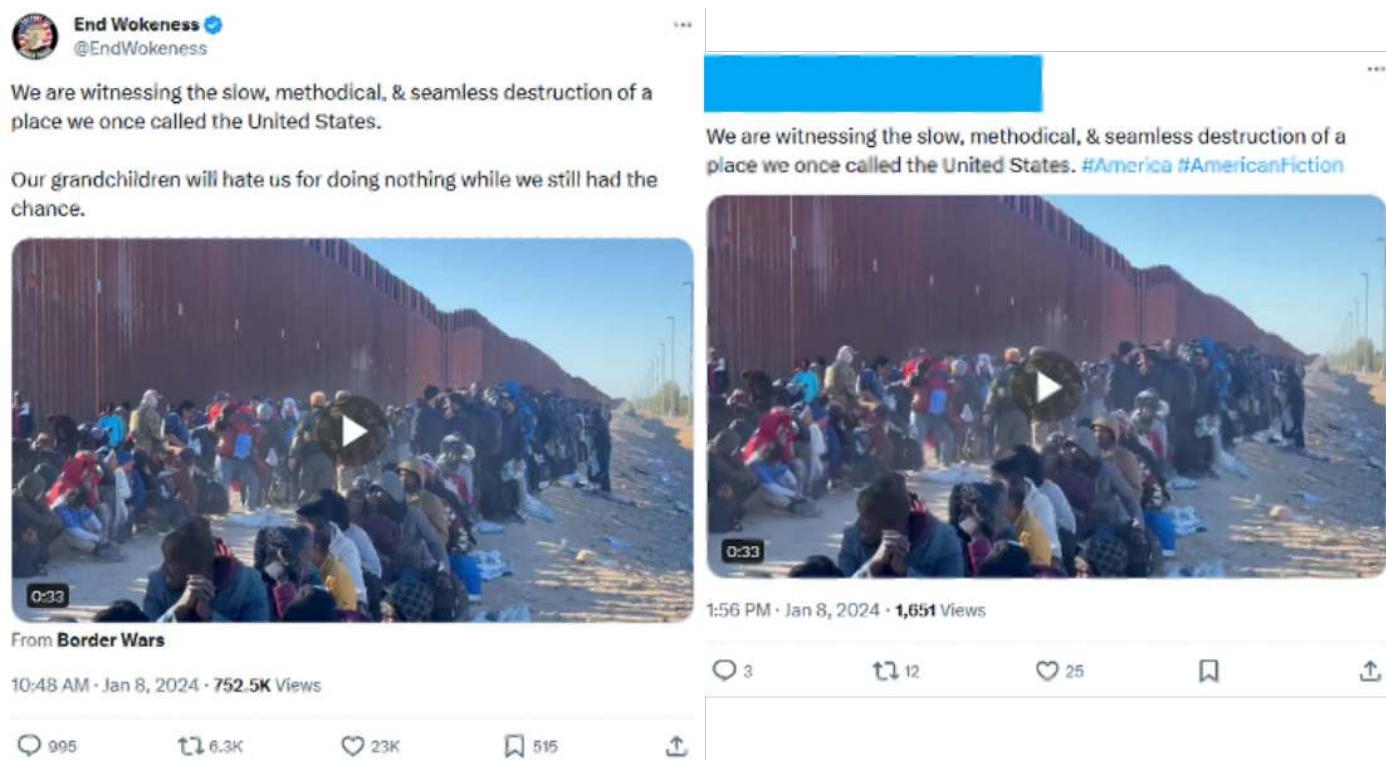 End Wokeness
@EndWokeness
We are witnessing the slow, methodical, & seamless destruction of a
place we once called the United States.
Our grandchildren will hate us for doing nothing while we still had the
chance.
0:33
From Border Wars
10:48 AM · Jan 8, 2024 · 752.5K Views
995 6.3K 23K 515
We are witnessing the slow, methodical, & seamless destruction of a
place we once called the United States. #America #AmericanFiction
0:33
1:56 PM · Jan 8, 2024 · 1,651 Views
3 12 25